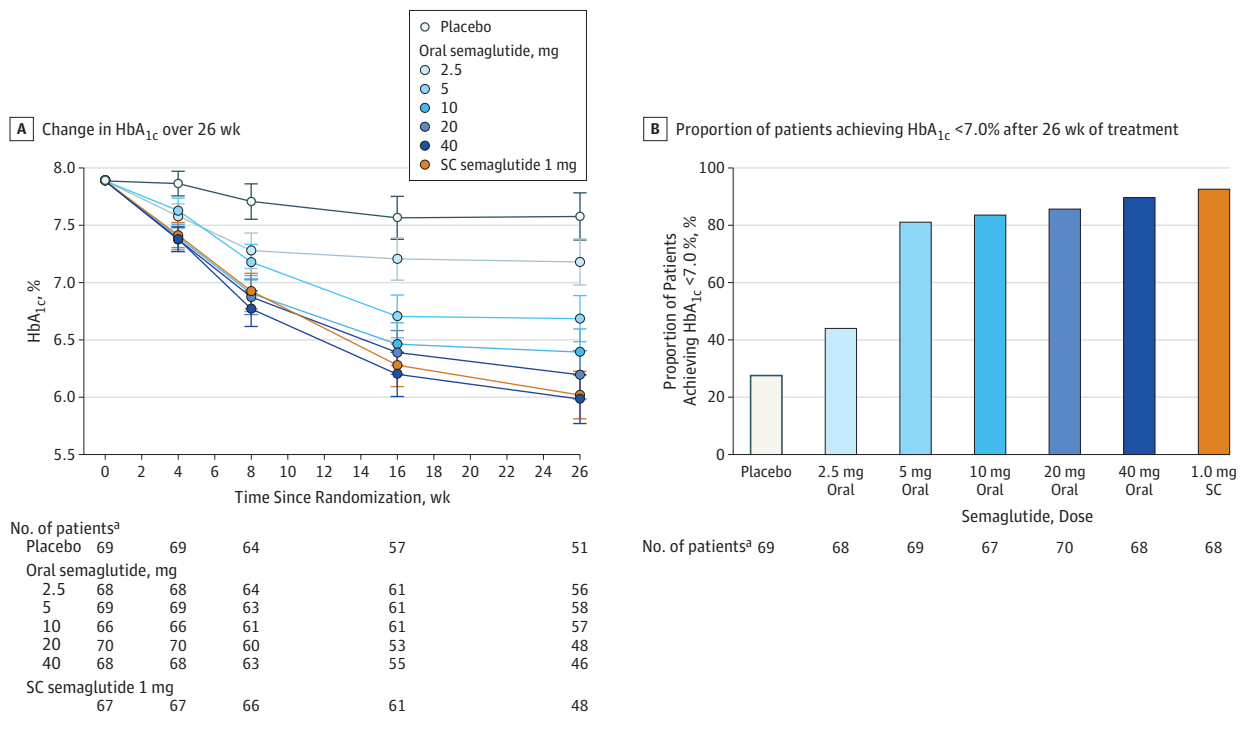 Placebo
Oral semaglutide, mg
2.5
5
10
20
40
SC semaglutide 1 mg
A Change in HbA1c over 26 wk
8.0
7.5
7.0
6.5
6.0
5.5
HbA1c, %
0 2 4 6 8 10 12 14 16 18 20 22 24 26
Time Since Randomization, wk
No. of patientsᵃ
Placebo 69 69 64 57 51
Oral semaglutide, mg
2.5 68 68 64 61 56
5 69 69 63 61 58
10 66 66 61 61 57
20 70 70 60 53 48
40 68 68 63 55 46
SC semaglutide 1 mg
67 67 66 61 48
B Proportion of patients achieving HbA1c <7.0% after 26 wk of treatment
100
80
60
40
20
0
Proportion of Patients
Achieving HbA1c <7.0 %, %
Placebo 2.5 mg 5 mg 10 mg 20 mg 40 mg 1.0 mg
Oral Oral Oral Oral Oral SC
Semaglutide, Dose
No. of patientsᵃ 69 68 69 67 70 68 68